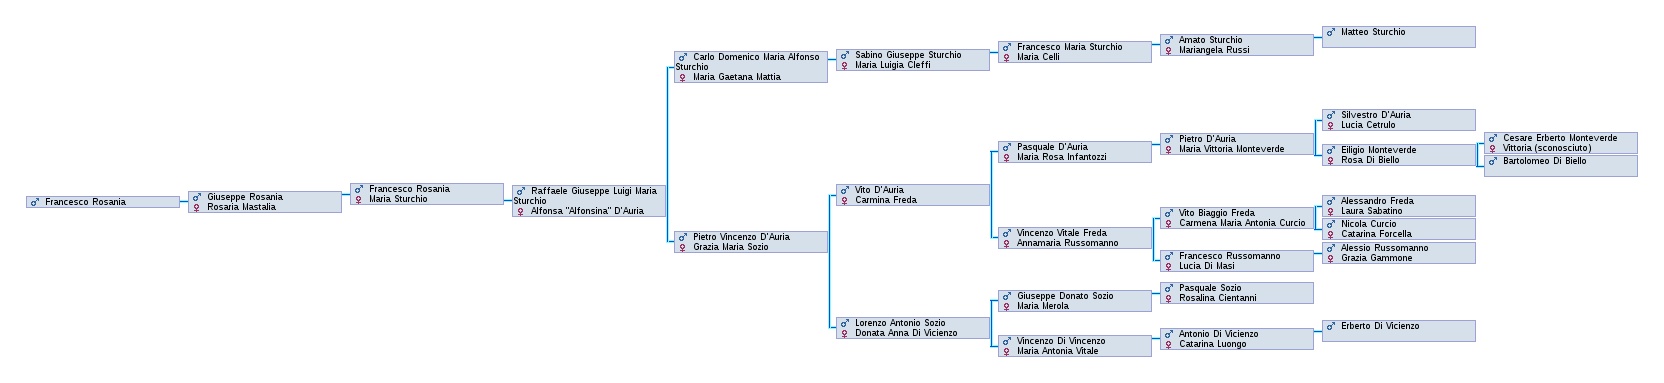 Francesco Rosania
Giuseppe Rosania
Rosaria Mastalia
Francesco Rosania
Maria Sturchio
Raffaele Giuseppe Luigi Maria
Sturchio
Alfonsa "Alfonsina" D'Auria
Carlo Domenico Maria Alfonso
Sturchio
Maria Gaetana Mattia
Pietro Vincenzo D'Auria
Grazia Maria Sozio
Sabino Giuseppe Sturchio
Maria Luigia Cleffi
Vito D'Auria
Carmina Freda
Lorenzo Antonio Sozio
Donata Anna Di Vicienzo
Francesco Maria Sturchio
Maria Celli
Pasquale D'Auria
Maria Rosa Infantozzi
Vincenzo Vitale Freda
Annamaria Russomanno
Giuseppe Donato Sozio
Maria Merola
Vincenzo Di Vincenzo
Maria Antonia Vitale
Amato Sturchio
Mariangela Russi
Pietro D'Auria
Maria Vittoria Monteverde
Vito Biaggio Freda
Carmena Maria Antonia Curcio
Francesco Russomanno
Lucia Di Masi
Pasquale Sozio
Rosalina Cientanni
Antonio Di Vicienzo
Catarina Luongo
Matteo Sturchio
Silvestro D'Auria
Lucia Cetrulo
Eiligio Monteverde
Rosa Di Biello
Alessandro Freda
Laura Sabatino
Nicola Curcio
Catarina Forcella
Alessio Russomanno
Grazia Gammone
Erberto Di Vicienzo
Cesare Erberto Monteverde
Vittoria (sconosciuto)
Bartolomeo Di Biello